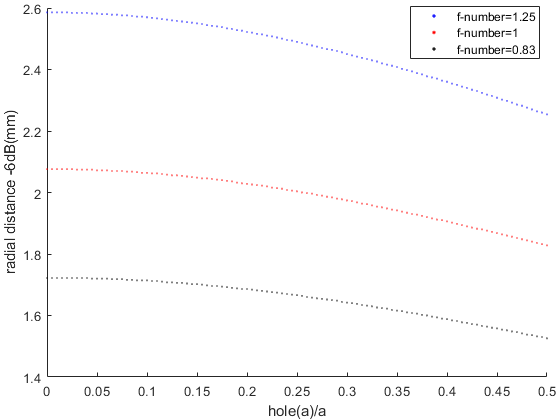 2.6
2.4
2.2
2
1.8
1.6
1.4
radial distance -6dB(mm)
f-number=1.25
f-number=1
f-number=0.83
0 0.05 0.1 0.15 0.2 0.25 0.3 0.35 0.4 0.45 0.5
hole(a)/a